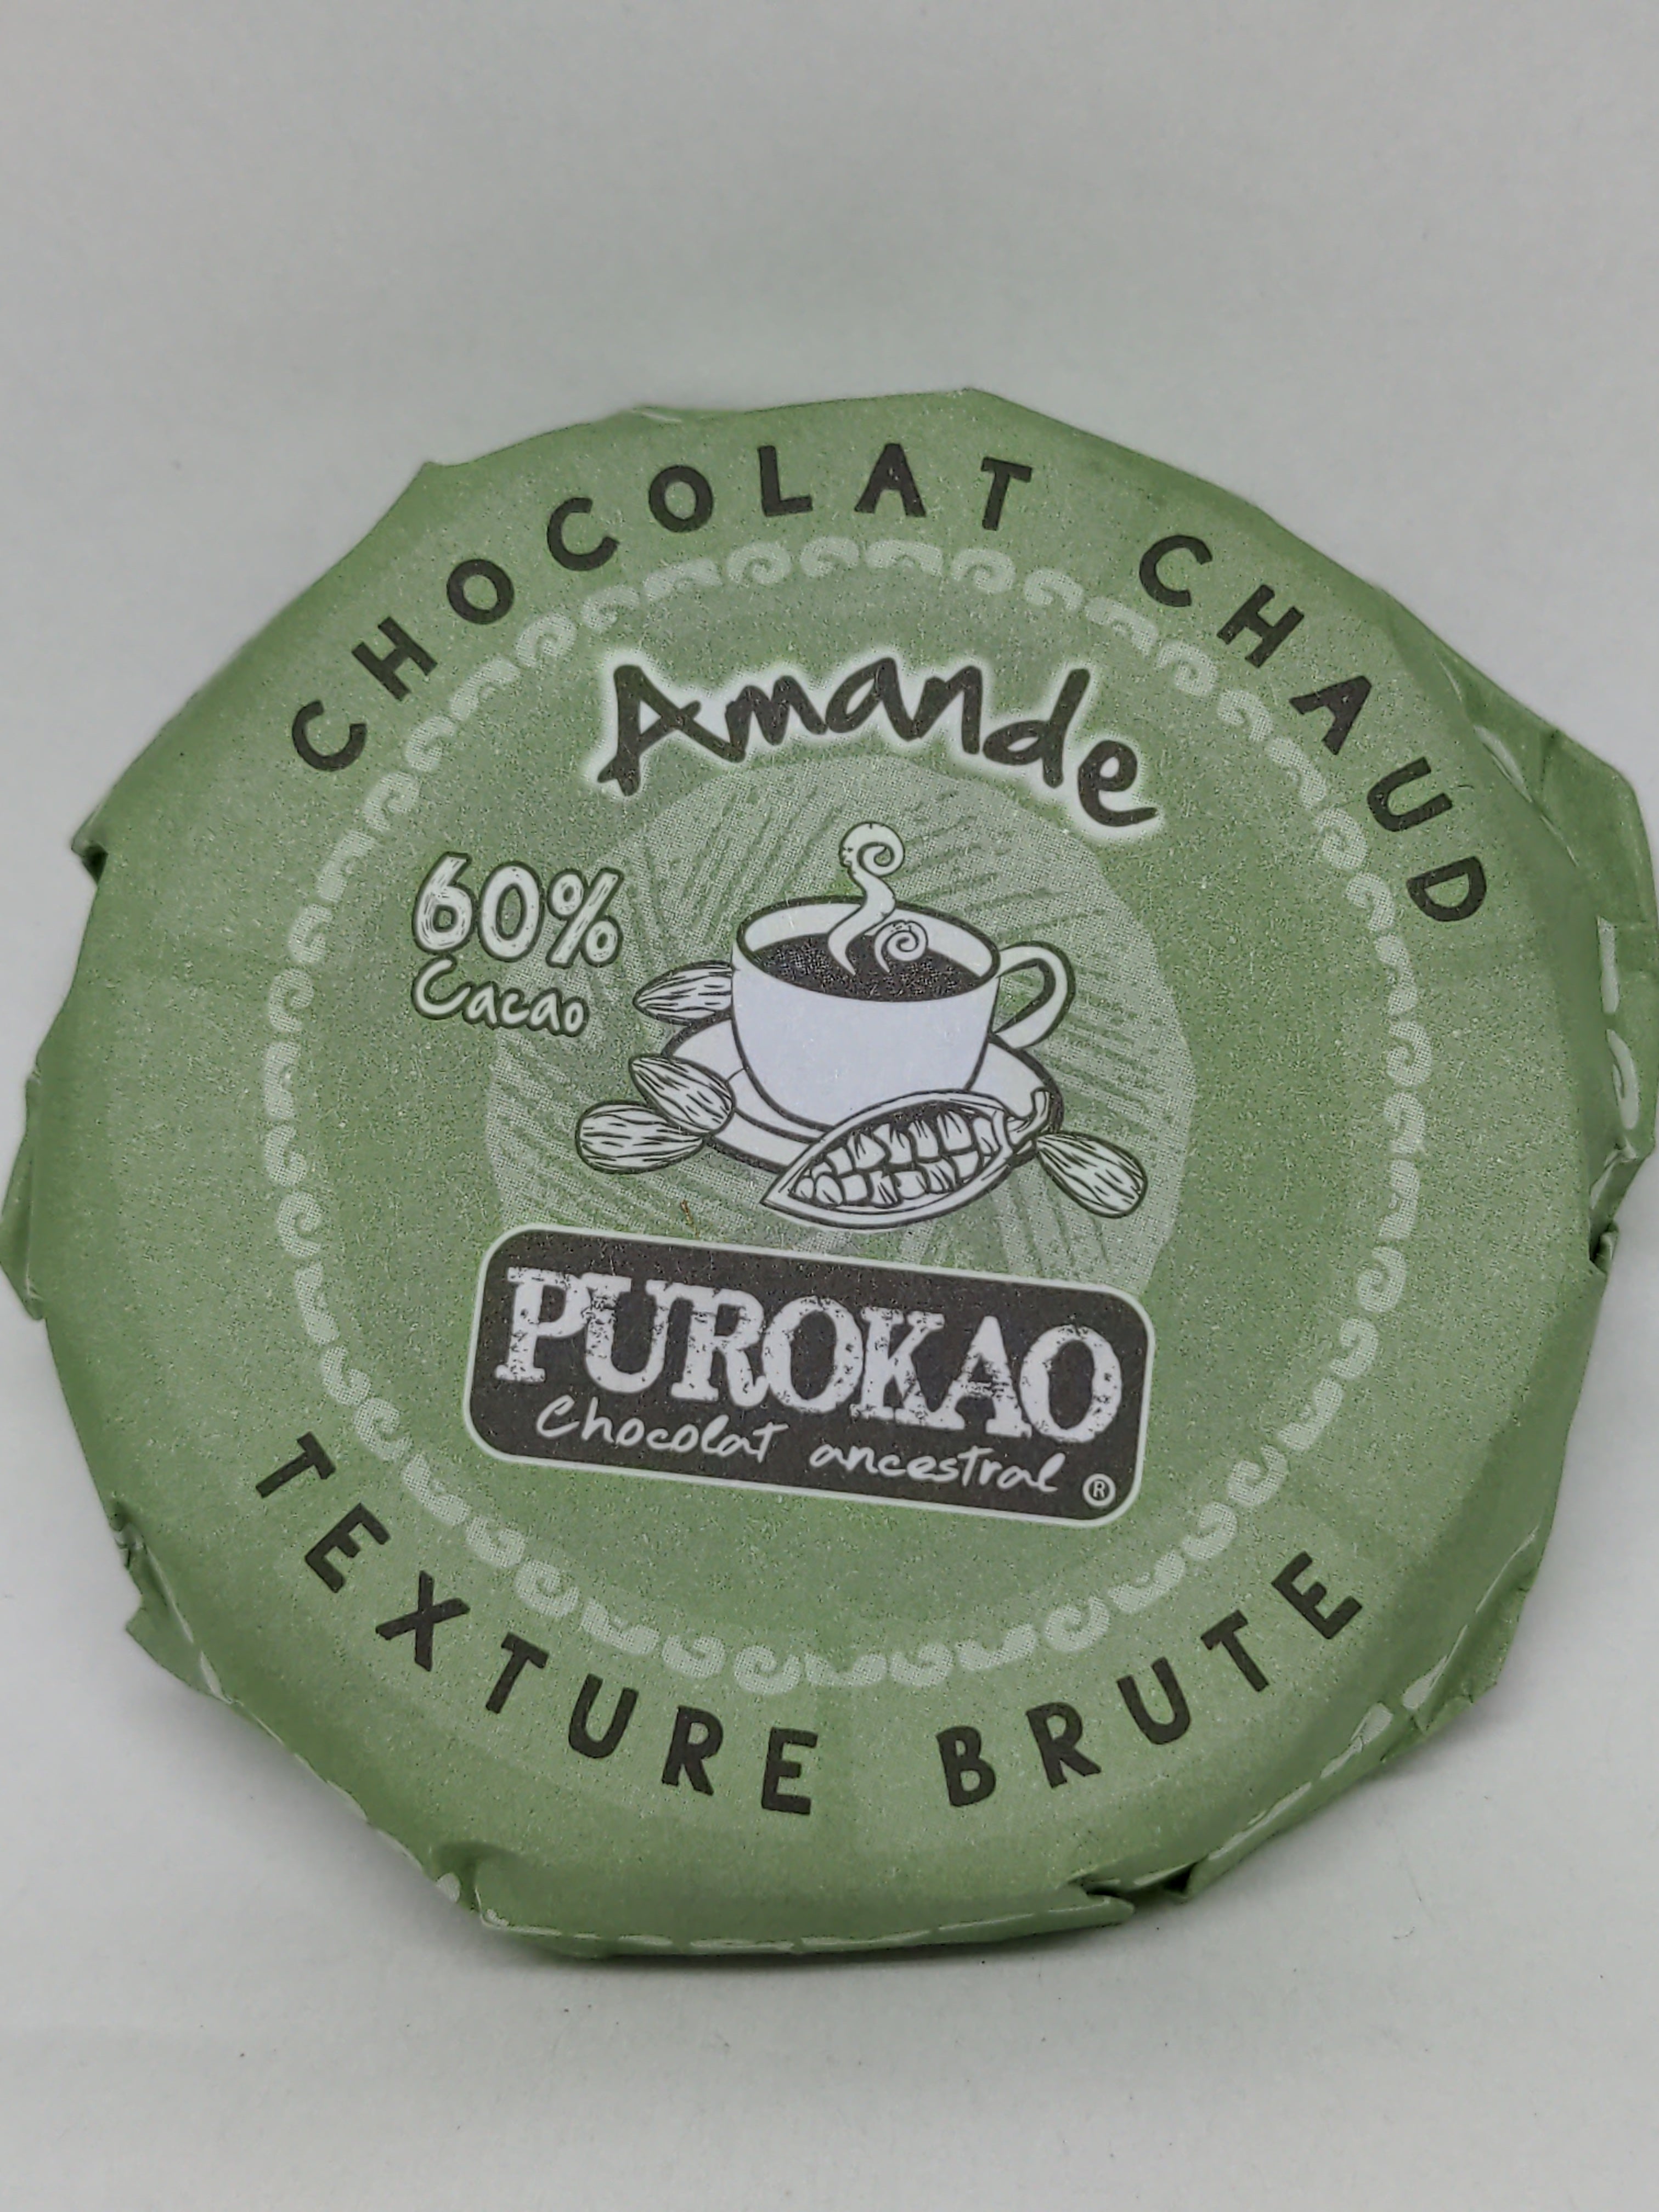 CHOCOLAT CHAUD
Amande
60%
Cacao
PUROKAO
Chocolat ancestral ®
TEXTURE BRUTE